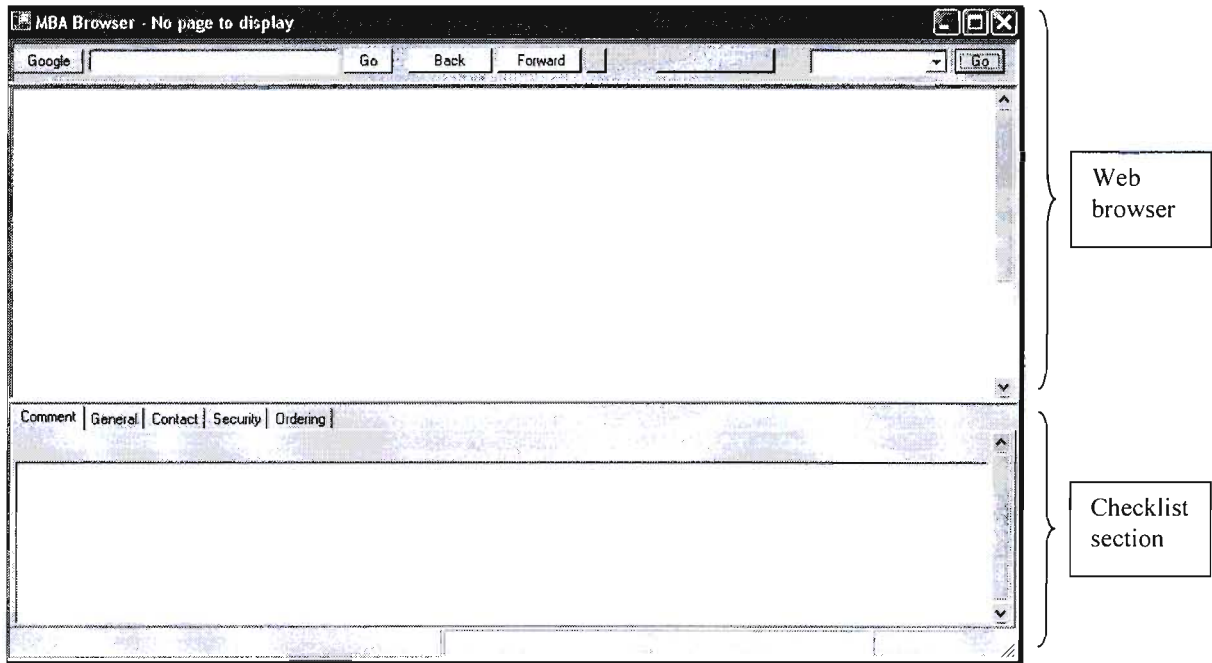 MBA Browser - No page to display
Google Go Back Forward Go
Web
browser
Comment General Contact Security Ordering
Checklist
section